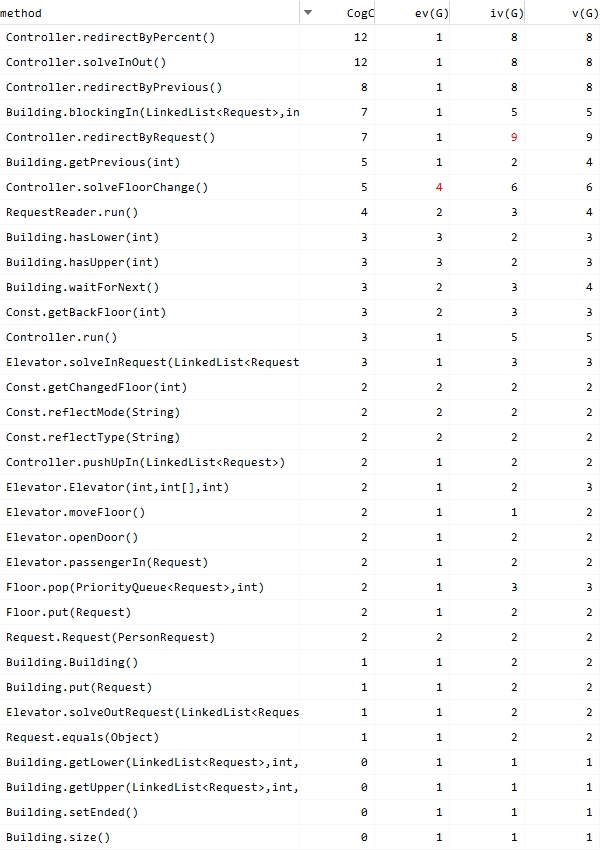 method CogC ev(G) iv(G) v(G)
Controller.redirectByPercent() 12 1 8 8
Controller.solveInOut() 12 1 8 8
Controller.redirectByPrevious() 8 1 8 8
Building.blockingIn(LinkedList<Request>,in 7 1 5 5
Controller.redirectByRequest() 7 1 9 9
Building.getPrevious(int) 5 1 2 4
Controller.solveFloorChange() 5 4 6 6
RequestReader.run() 4 2 3 4
Building.hasLower(int) 3 3 2 3
Building.hasUpper(int) 3 3 2 3
Building.waitForNext() 3 2 3 4
Const.getBackFloor(int) 3 2 3 3
Controller.run() 3 1 5 5
Elevator.solveInRequest(LinkedList<Request 3 1 3 3
Const.getChangedFloor(int) 2 2 2 2
Const.reflectMode(String) 2 2 2 2
Const.reflectType(String) 2 2 2 2
Controller.pushUpIn(LinkedList<Request>) 2 1 2 2
Elevator.Elevator(int,int[],int) 2 1 2 3
Elevator.moveFloor() 2 1 1 2
Elevator.openDoor() 2 1 2 2
Elevator.passengerIn(Request) 2 1 2 2
Floor.pop(PriorityQueue<Request>,int) 2 1 3 3
Floor.put(Request) 2 1 2 2
Request.Request(PersonRequest) 2 2 2 2
Building.Building() 1 1 2 2
Building.put(Request) 1 1 2 2
Elevator.solveOutRequest(LinkedList<Reques 1 1 2 2
Request.equals(Object) 1 1 2 2
Building.getLower(LinkedList<Request>,int, 0 1 1 1
Building.getUpper(LinkedList<Request>,int, 0 1 1 1
Building.setEnded() 0 1 1 1
Building.size() 0 1 1 1